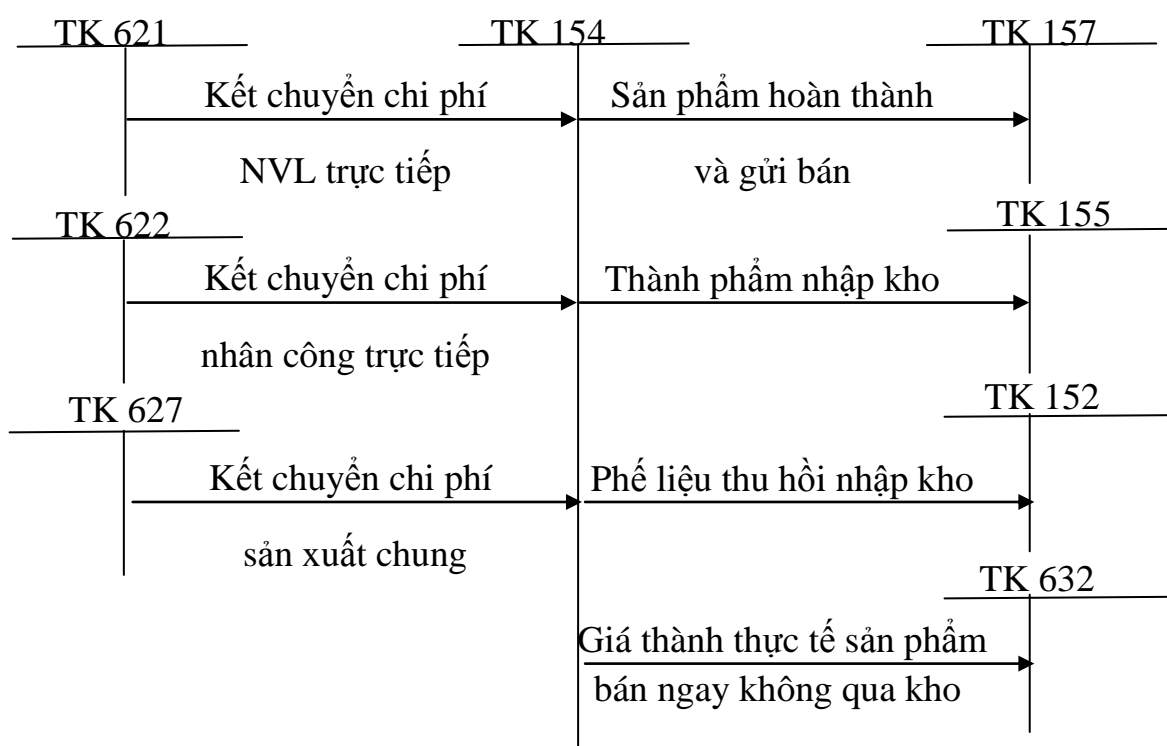 TK 621 TK 154 TK 157
Kết chuyển chi phí Sản phẩm hoàn thành
NVL trực tiếp và gửi bán
TK 622 TK 155
Kết chuyển chi phí Thành phẩm nhập kho
nhân công trực tiếp
TK 627 TK 152
Kết chuyển chi phí Phế liệu thu hồi nhập kho
sản xuất chung
TK 632
Giá thành thực tế sản phẩm
bán ngay không qua kho